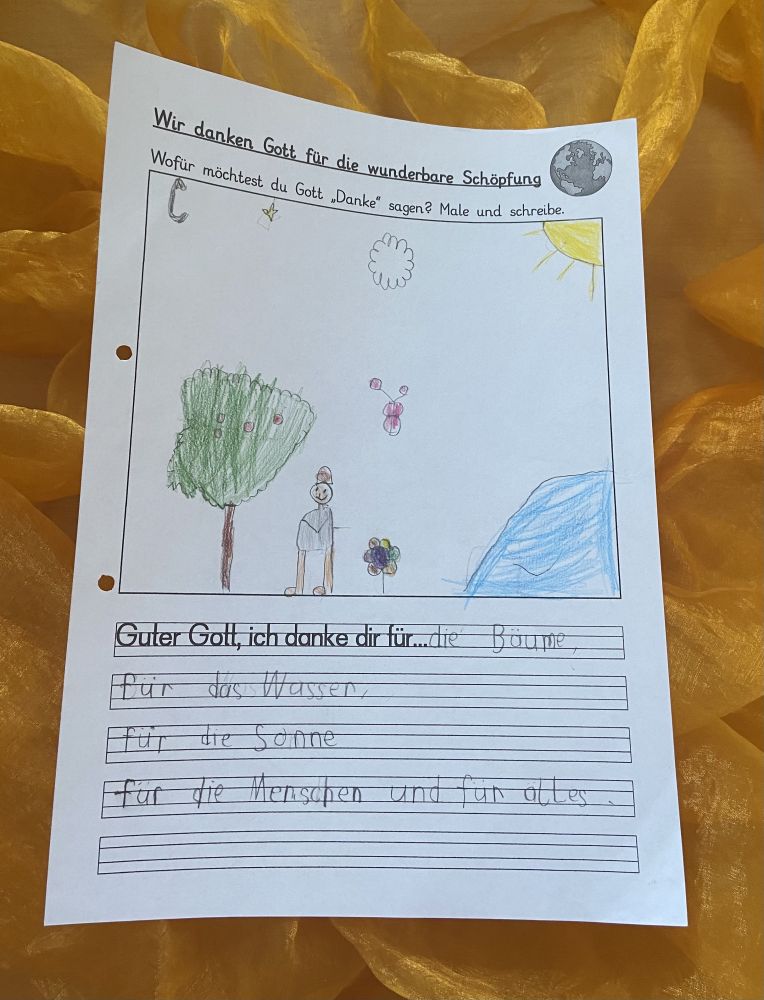 Wir danken Gott für die wunderbare Schöpfung
Wofür möchtest du Gott „Danke“ sagen? Male und schreibe.
Guter Gott, ich danke dir für...die Bäume,
für das Wasser,
für die Sonne
für die Menschen und für alles.